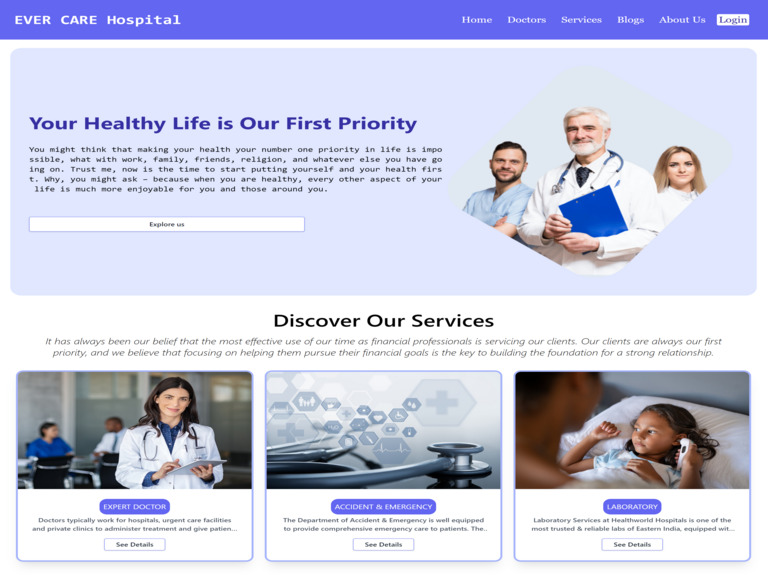 EVER CARE Hospital
Home Doctors Services Blogs About Us Login
Your Healthy Life is Our First Priority
You might think that making your health your number one priority in life is impo
ssible, what with work, family, friends, religion, and whatever else you have go
ing on. Trust me, now is the time to start putting yourself and your health firs
t. Why, you might ask – because when you are healthy, every other aspect of your
life is much more enjoyable for you and those around you.
Explore us
Discover Our Services
It has always been our belief that the most effective use of our time as financial professionals is servicing our clients. Our clients are always our first
priority, and we believe that focusing on helping them pursue their financial goals is the key to building the foundation for a strong relationship.
EXPERT DOCTOR
Doctors typically work for hospitals, urgent care facilities
and private clinics to administer treatment and give patien...
See Details
ACCIDENT & EMERGENCY
The Department of Accident & Emergency is well equipped
to provide comprehensive emergency care to patients. The..
See Details
LABORATORY
Laboratory Services at Healthworld Hospitals is one of the
most trusted & reliable labs of Eastern India, equipped wit...
See Details